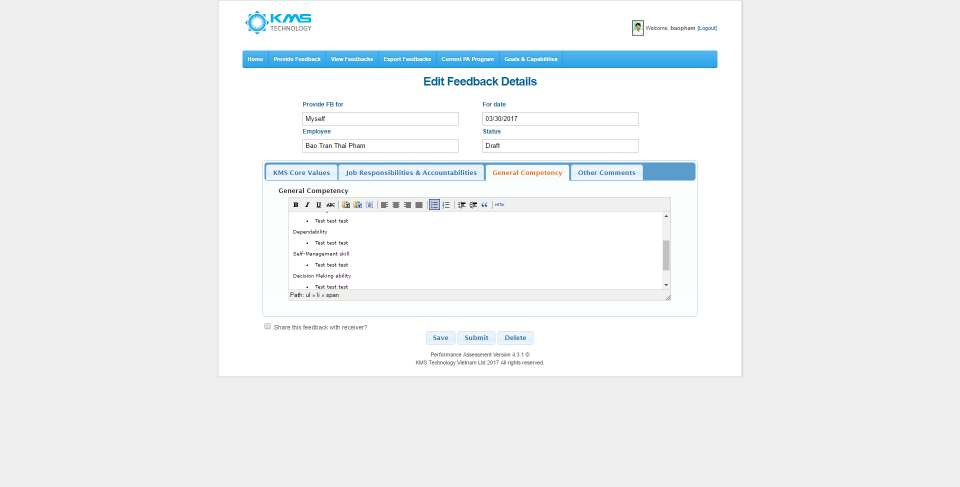 KMS
TECHNOLOGY
Welcome, baopham [Logout]
Home Provide Feedback View Feedbacks Export Feedbacks Current PA Program Goals & Capabilities
Edit Feedback Details
Provide FB for For date
Myself 03/30/2017
Employee Status
Bao Tran Thai Pham Draft
KMS Core Values Job Responsibilities & Accountabilities General Competency Other Comments
General Competency
B I U ABC HTML
• Test test test
Dependability
• Test test test
Self-Management skill
• Test test test
Decision Making ability
• Test test test
Path: ul » li » span
Share this feedback with receiver?
Save Submit Delete
Performance Assessment Version 4.3.1 ©
KMS Technology Vietnam Ltd 2017 All rights reserved.